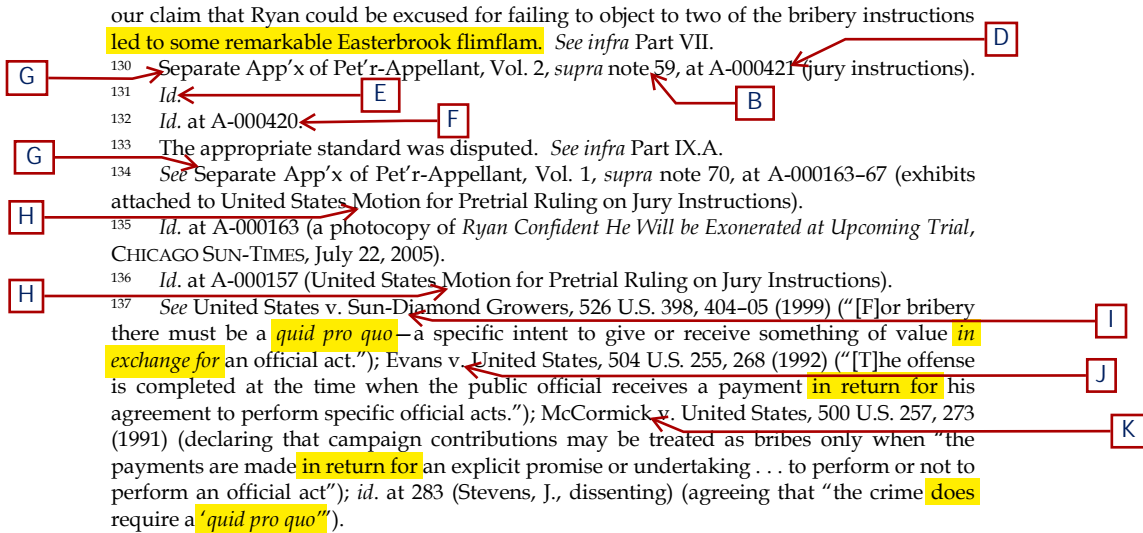 our claim that Ryan could be excused for failing to object to two of the bribery instructions
led to some remarkable Easterbrook flimflam. See infra Part VII.
D
G
130 Separate App'x of Pet'r-Appellant, Vol. 2, supra note 59, at A-000421 (jury instructions).
131 Id.
E
B
132 Id. at A-000420.
F
133 The appropriate standard was disputed. See infra Part IX.A.
G
134 See Separate App'x of Pet'r-Appellant, Vol. 1, supra note 70, at A-000163–67 (exhibits
attached to United States Motion for Pretrial Ruling on Jury Instructions).
H
135 Id. at A-000163 (a photocopy of Ryan Confident He Will be Exonerated at Upcoming Trial,
CHICAGO SUN-TIMES, July 22, 2005).
136 Id. at A-000157 (United States Motion for Pretrial Ruling on Jury Instructions).
H
137 See United States v. Sun-Diamond Growers, 526 U.S. 398, 404–05 (1999) (“[F]or bribery
I
there must be a quid pro quo—a specific intent to give or receive something of value in
exchange for an official act.”); Evans v. United States, 504 U.S. 255, 268 (1992) (“[T]he offense
J
is completed at the time when the public official receives a payment in return for his
agreement to perform specific official acts.”); McCormick v. United States, 500 U.S. 257, 273
K
(1991) (declaring that campaign contributions may be treated as bribes only when “the
payments are made in return for an explicit promise or undertaking . . . to perform or not to
perform an official act”); id. at 283 (Stevens, J., dissenting) (agreeing that “the crime does
require a ‘quid pro quo’”).